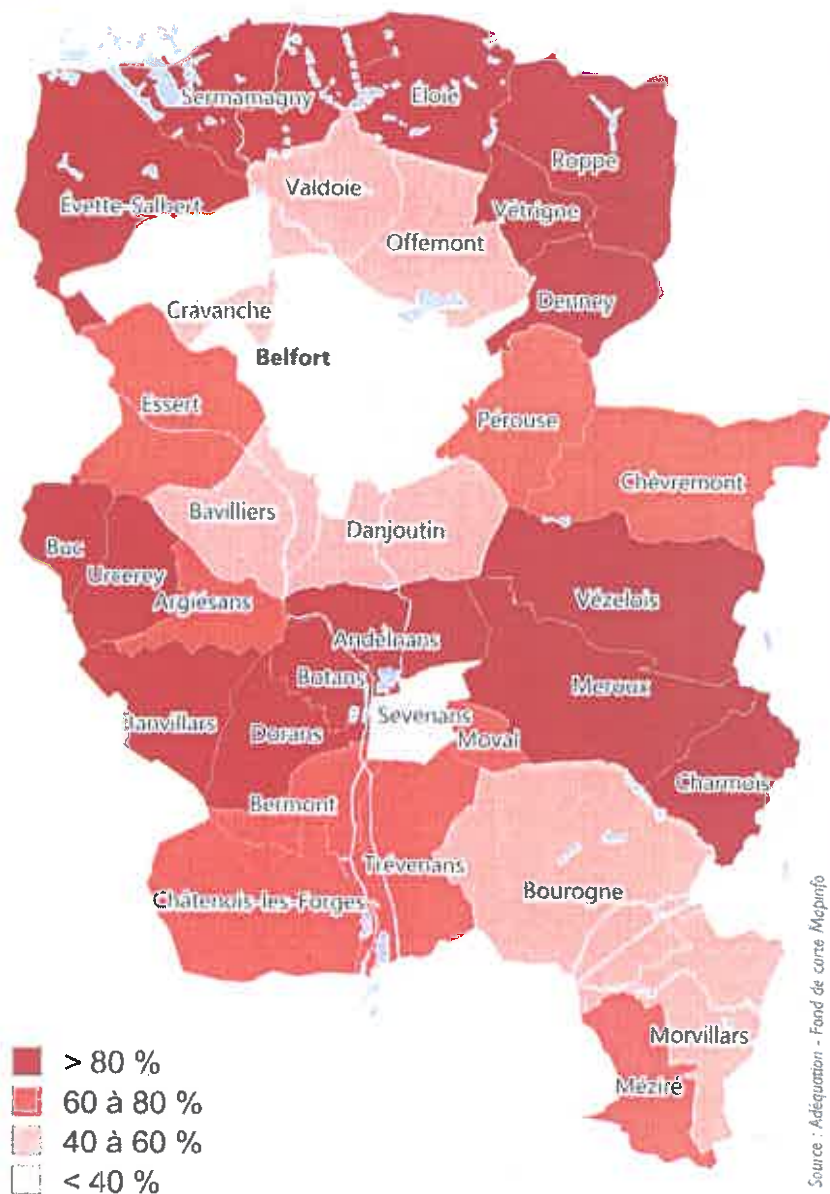 Sermamagny
Éloie
Roppe
Évette-Salbert
Valdoie
Vétrigne
Offemont
Denney
Cravanche
Belfort
Essert
Pérouse
Chèvremont
Bavilliers
Danjoutin
Buc
Urcerey
Argiésans
Vézelois
Andelnans
Botans
Meroux
Banvillars
Sevenans
Dorans
Moval
Charmois
Bermont
Trévenans
Bourogne
Châtenois-les-Forges
Morvillars
Méziré
> 80 %
60 à 80 %
40 à 60 %
< 40 %
Source : Adéquation - Fond de carte Mapinfo